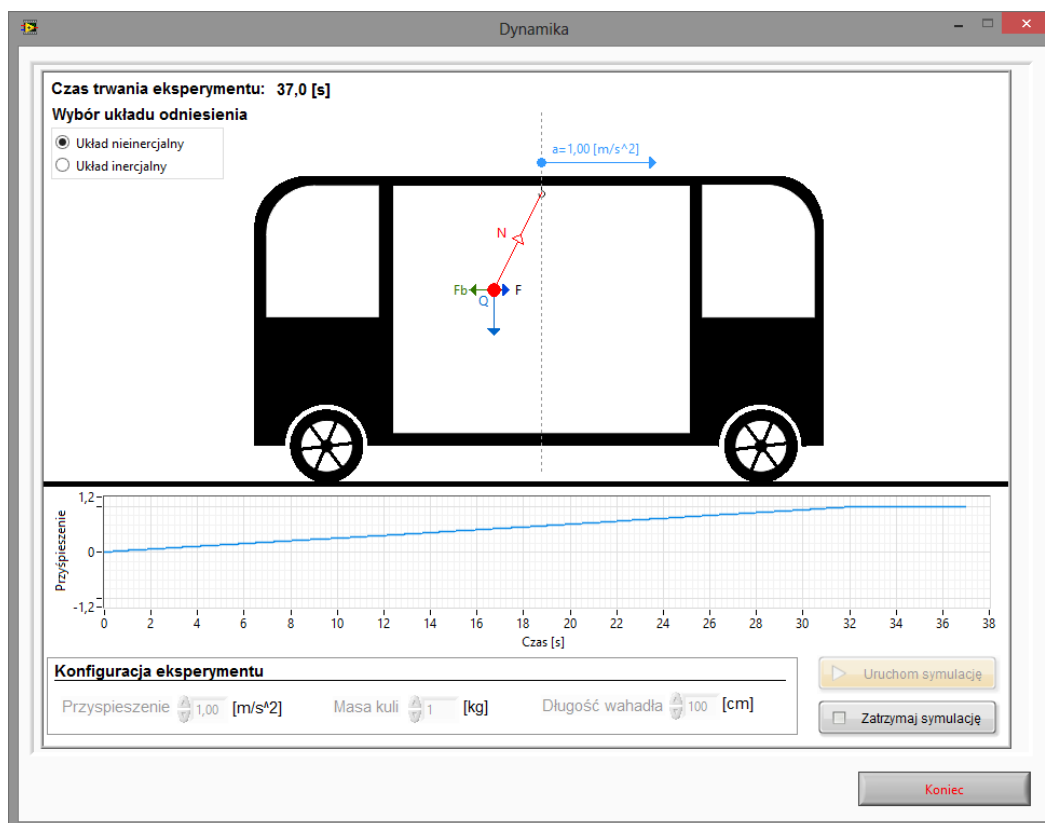 Dynamika
Czas trwania eksperymentu: 37,0 [s]
Wybór układu odniesienia
Układ nieinercjalny
Układ inercjalny
a=1,00 [m/s^2]
N
Fb
F
Q
Przyśpieszenie
1,2
0
-1,2
0 2 4 6 8 10 12 14 16 18 20 22 24 26 28 30 32 34 36 38
Czas [s]
Konfiguracja eksperymentu
Przyspieszenie 1,00 [m/s^2] Masa kuli 1 [kg] Długość wahadła 100 [cm]
Uruchom symulację
Zatrzymaj symulację
Koniec